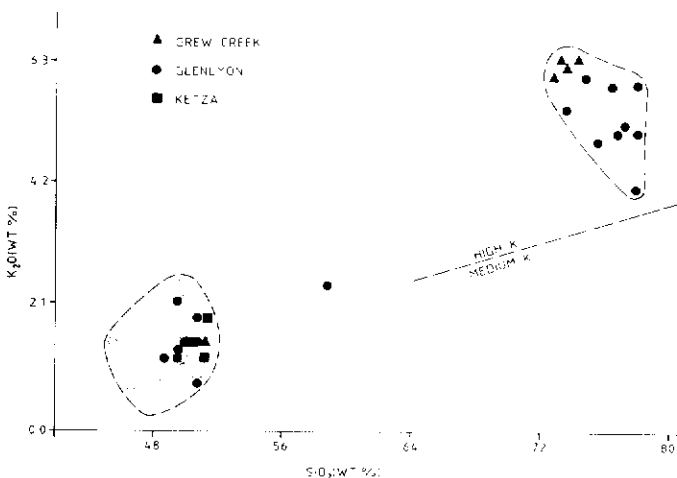 GREW CREEK
GLENLYON
KETZA
6.3
4.2
2.1
0.0
K₂O(WT %)
HIGH K
MEDIUM K
48
56
64
72
80
SiO₂(WT %)